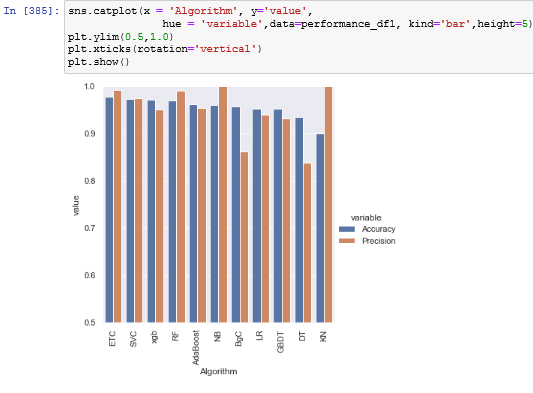 In [385]: sns.catplot(x = 'Algorithm', y='value',
hue = 'variable',data=performance_df1, kind='bar',height=5)
plt.ylim(0.5,1.0)
plt.xticks(rotation='vertical')
plt.show()
1.0
0.9
0.8
0.7
0.6
0.5
value
variable
Accuracy
Precision
ETC
SVC
xgb
RF
AdaBoost
NB
BgC
LR
GBDT
DT
KN
Algorithm